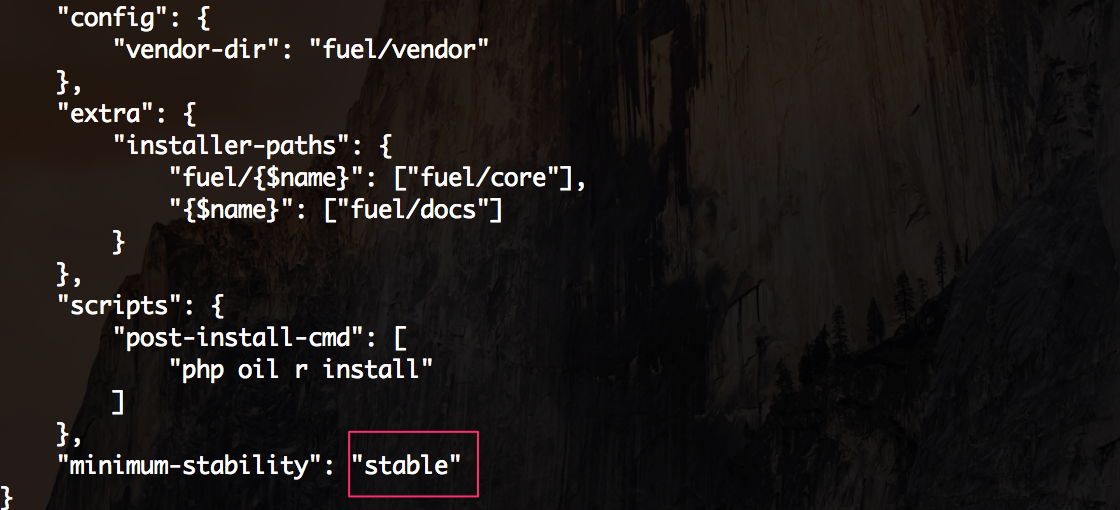 "config": {
"vendor-dir": "fuel/vendor"
},
"extra": {
"installer-paths": {
"fuel/{$name}": ["fuel/core"],
"{$name}": ["fuel/docs"]
}
},
"scripts": {
"post-install-cmd": [
"php oil r install"
]
},
"minimum-stability": "stable"
}